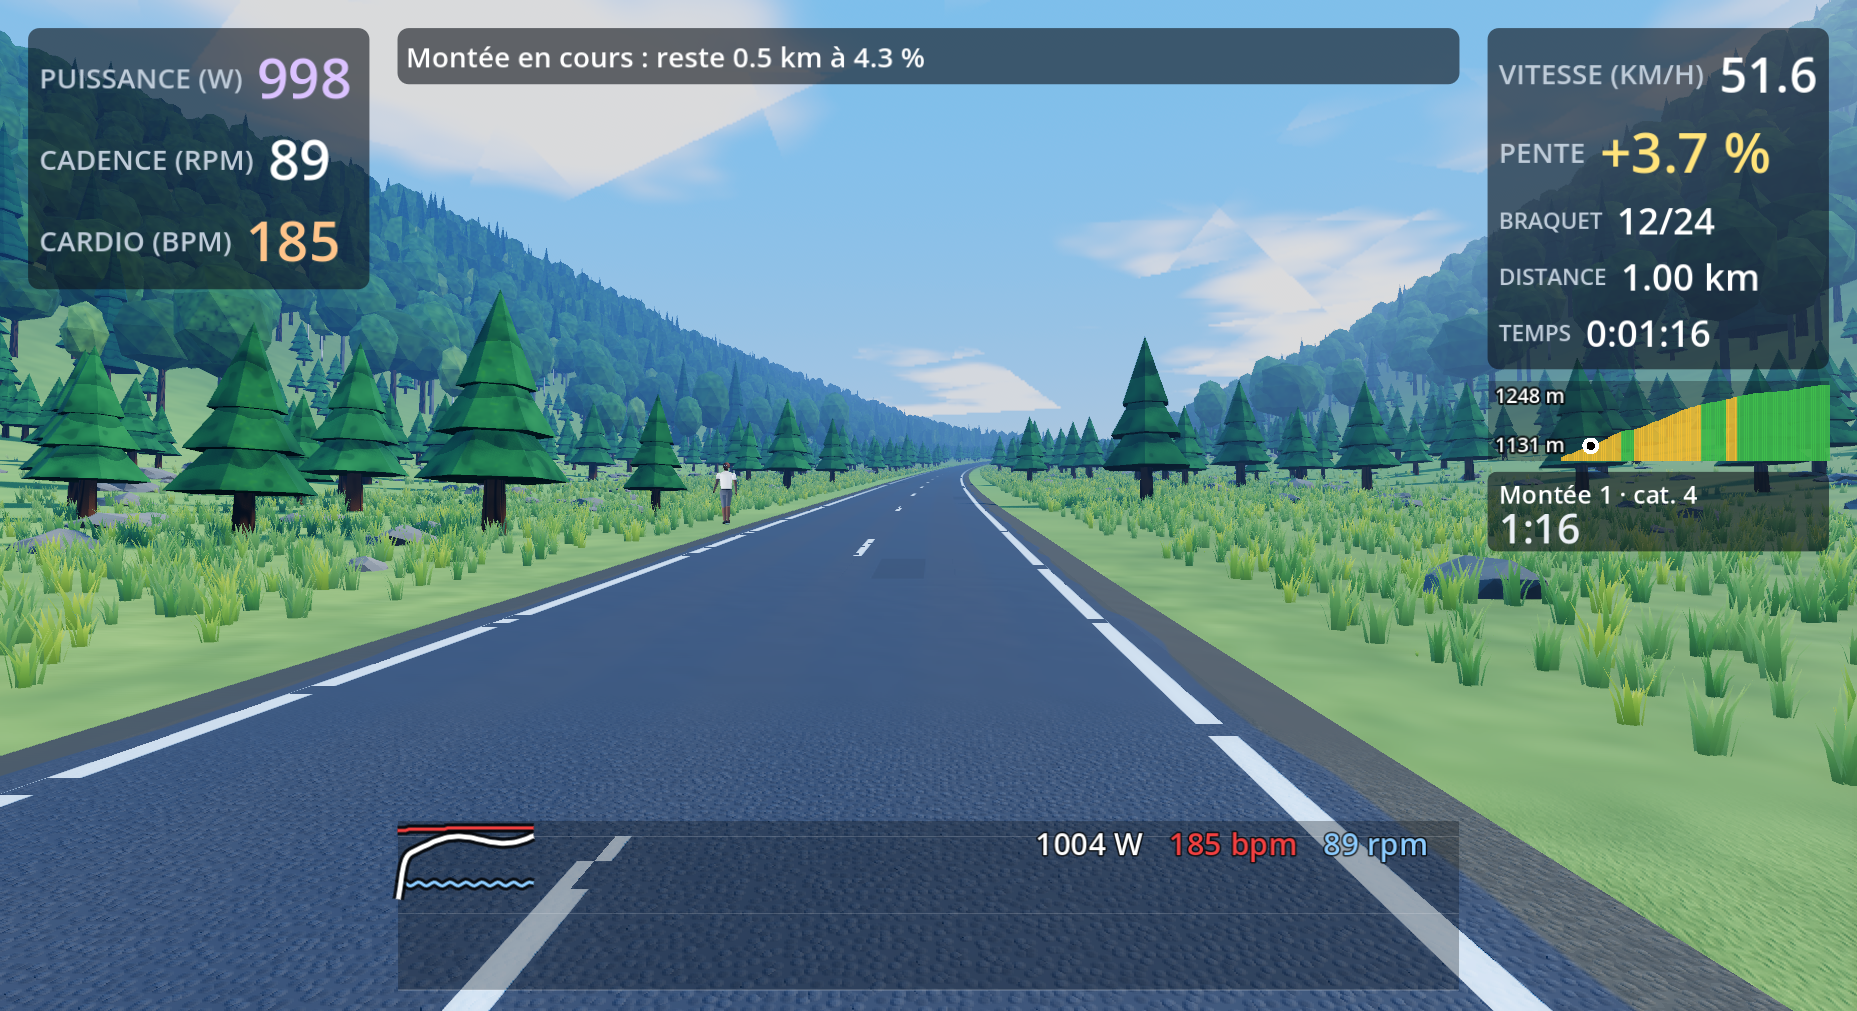 PUISSANCE (W) 998
CADENCE (RPM) 89
CARDIO (BPM) 185
Montée en cours : reste 0.5 km à 4.3 %
VITESSE (KM/H) 51.6
PENTE +3.7 %
BRAQUET 12/24
DISTANCE 1.00 km
TEMPS 0:01:16
1248 m
1131 m
Montée 1 · cat. 4
1:16
1004 W 185 bpm 89 rpm